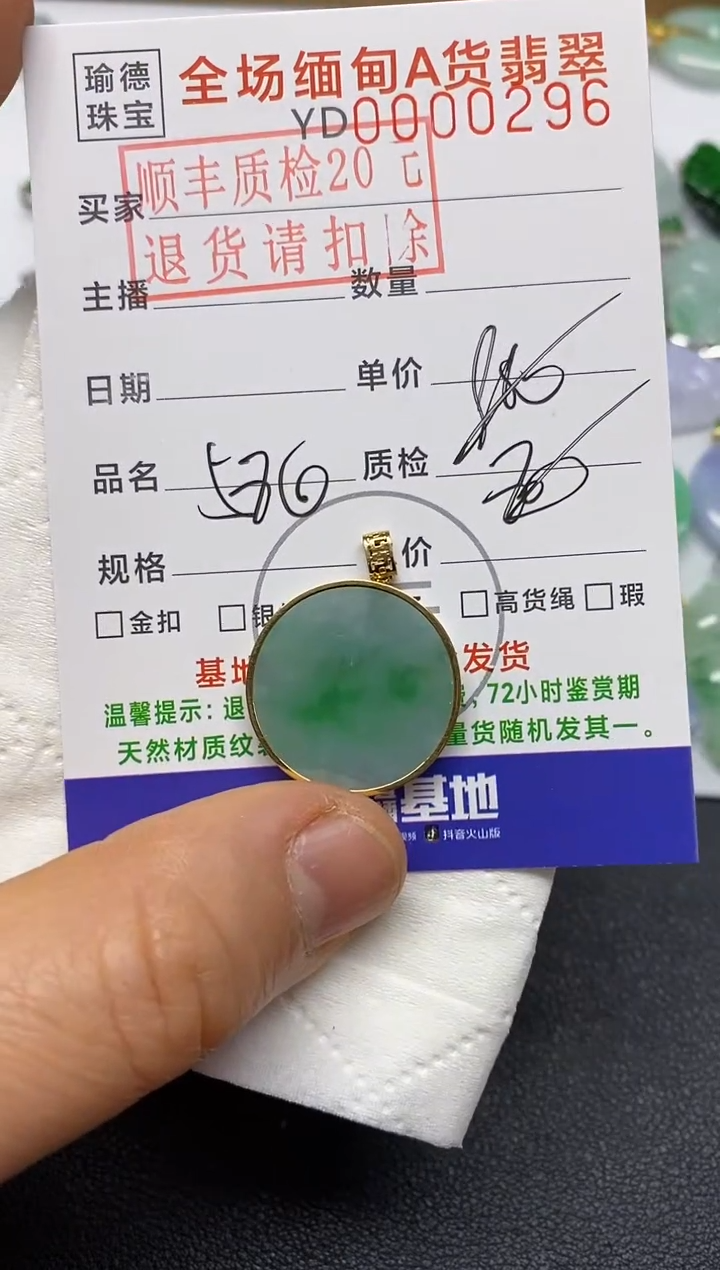 瑜德
珠宝
全场缅甸A货翡翠
YD0000296
顺丰质检20元
退货请扣除
买家
主播 数量
日期 单价
品名 质检
规格 价
□金扣 □银 □高货绳 □瑕
基地 发货
温馨提示：退 ，72小时鉴赏期
天然材质纹 量货随机发其一。
基地
视频 抖音火山版